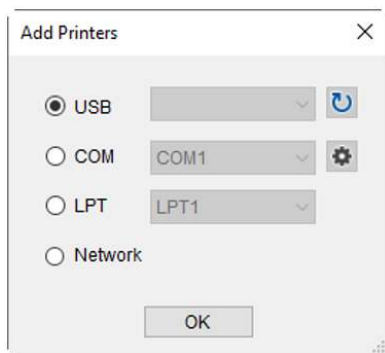 Add Printers
USB
COM COM1
LPT LPT1
Network
OK